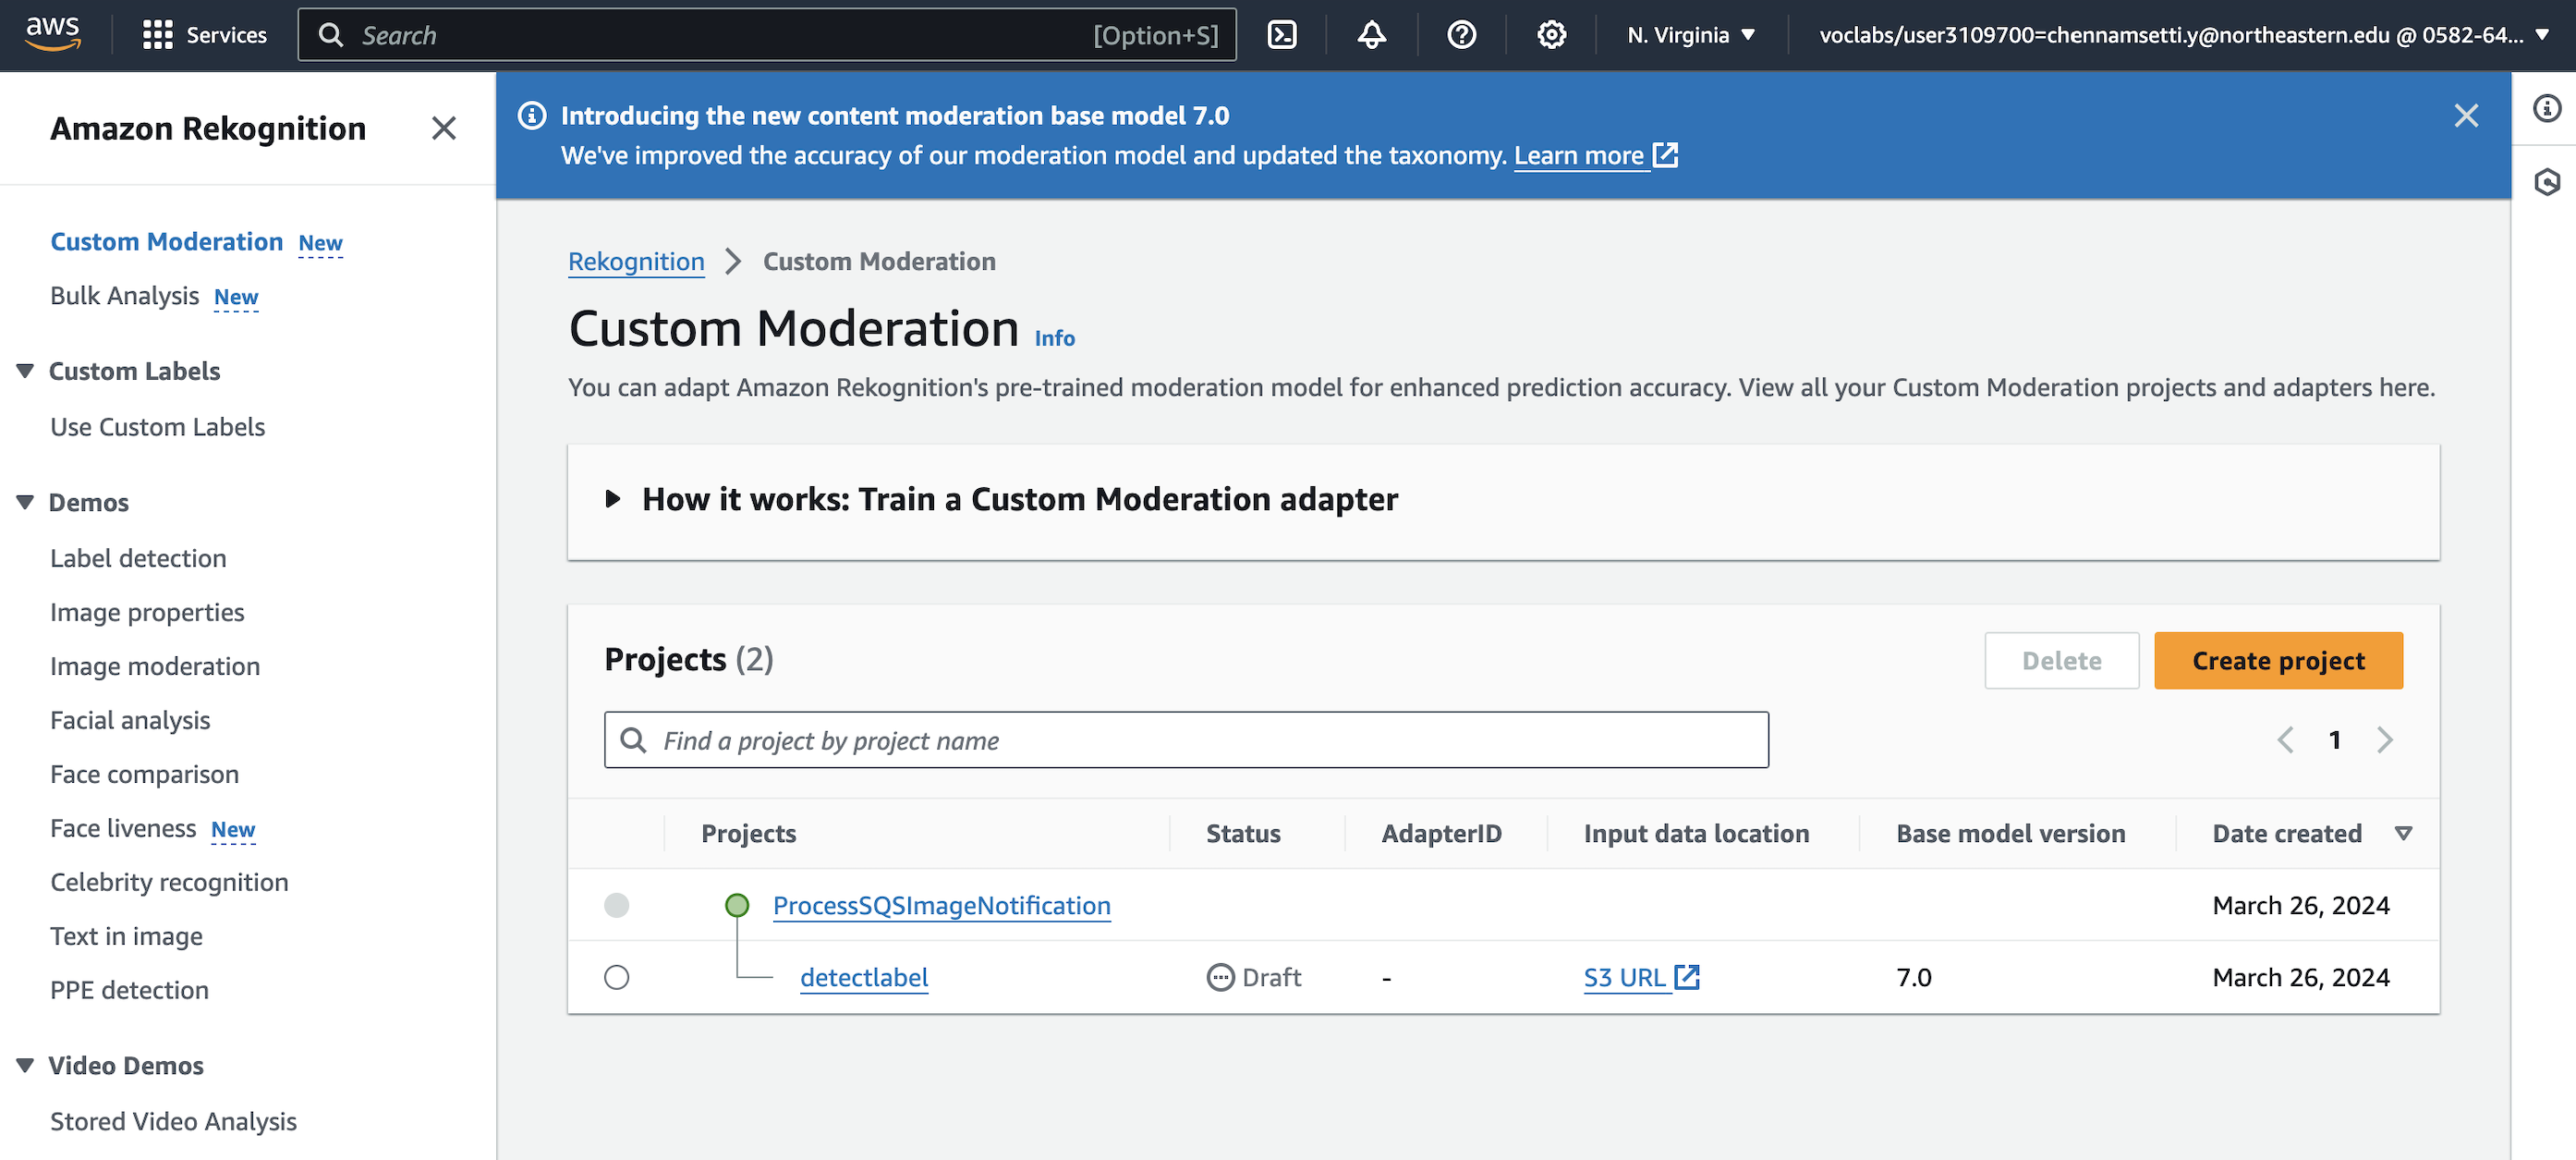 aws
Services
Search
[Option+S]
N. Virginia
voclabs/user3109700=chennamsetti.y@northeastern.edu @ 0582-64...
Amazon Rekognition
Custom Moderation New
Bulk Analysis New
Custom Labels
Use Custom Labels
Demos
Label detection
Image properties
Image moderation
Facial analysis
Face comparison
Face liveness New
Celebrity recognition
Text in image
PPE detection
Video Demos
Stored Video Analysis
Introducing the new content moderation base model 7.0
We've improved the accuracy of our moderation model and updated the taxonomy. Learn more
Rekognition > Custom Moderation
Custom Moderation Info
You can adapt Amazon Rekognition's pre-trained moderation model for enhanced prediction accuracy. View all your Custom Moderation projects and adapters here.
How it works: Train a Custom Moderation adapter
Projects (2)
Delete
Create project
Find a project by project name
1
Projects Status AdapterID Input data location Base model version Date created
ProcessSQSImageNotification March 26, 2024
detectlabel Draft - S3 URL 7.0 March 26, 2024